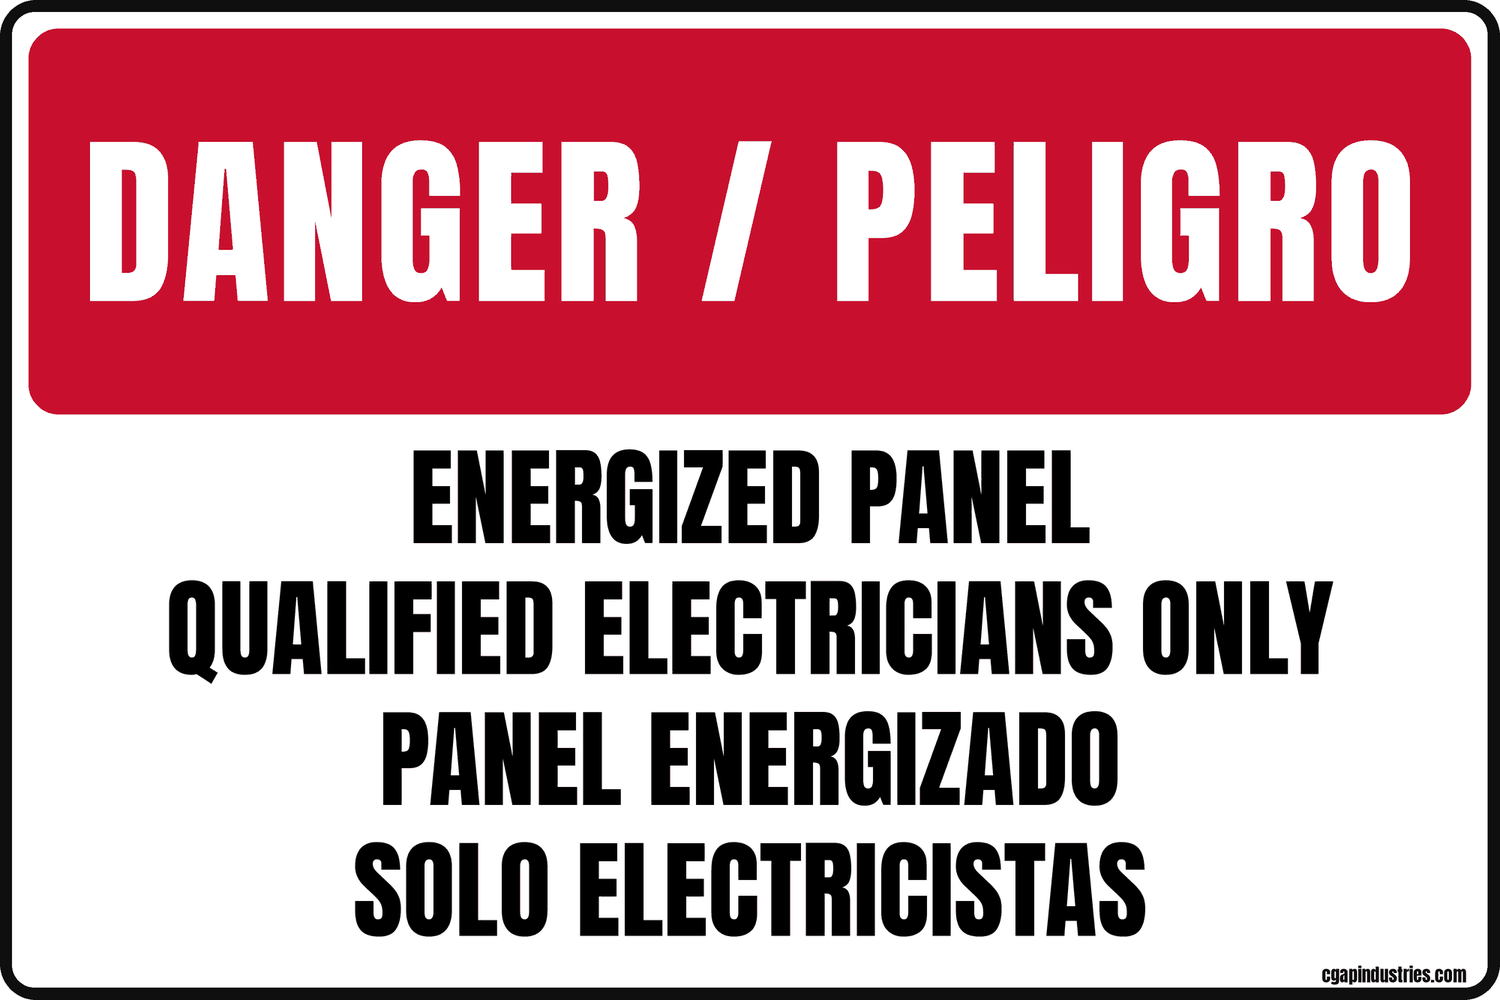 DANGER / PELIGRO
ENERGIZED PANEL
QUALIFIED ELECTRICIANS ONLY
PANEL ENERGIZADO
SOLO ELECTRICISTAS
cgapindustries.com